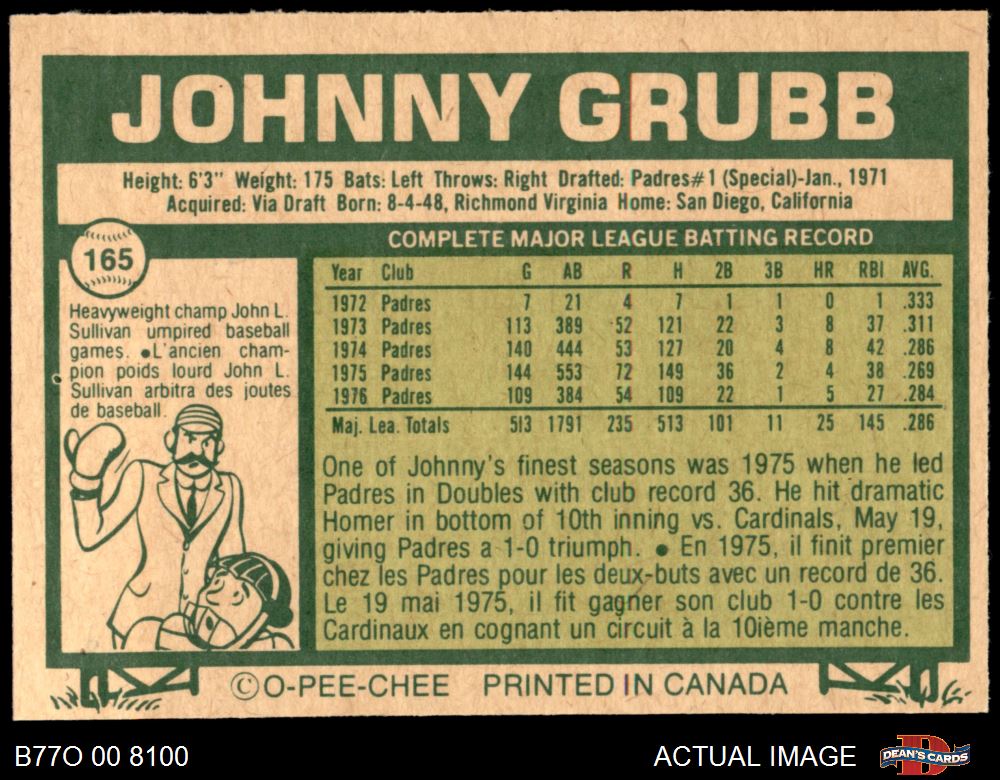 JOHNNY GRUBB
Height: 6'3" Weight: 175 Bats: Left Throws: Right Drafted: Padres#1 (Special)-Jan., 1971
Acquired: Via Draft Born: 8-4-48, Richmond Virginia Home: San Diego, California
165
Heavyweight champ John L.
Sullivan umpired baseball
games. ●L'ancien cham-
pion poids lourd John L.
Sullivan arbitra des joutes
de baseball.
COMPLETE MAJOR LEAGUE BATTING RECORD
Year Club G AB R H 2B 3B HR RBI AVG.
1972 Padres 7 21 4 7 1 1 0 1 .333
1973 Padres 113 389 52 121 22 3 8 37 .311
1974 Padres 140 444 53 127 20 4 8 42 .286
1975 Padres 144 553 72 149 36 2 4 38 .269
1976 Padres 109 384 54 109 22 1 5 27 .284
Maj. Lea. Totals 513 1791 235 513 101 11 25 145 .286
One of Johnny's finest seasons was 1975 when he led
Padres in Doubles with club record 36. He hit dramatic
Homer in bottom of 10th inning vs. Cardinals, May 19,
giving Padres a 1-0 triumph. ● En 1975, il finit premier
chez les Padres pour les deux-buts avec un record de 36.
Le 19 mai 1975, il fit gagner son club 1-0 contre les
Cardinaux en cognant un circuit à la 10ième manche.
©O-PEE-CHEE PRINTED IN CANADA
B77O 00 8100
ACTUAL IMAGE
DEAN'S CARDS